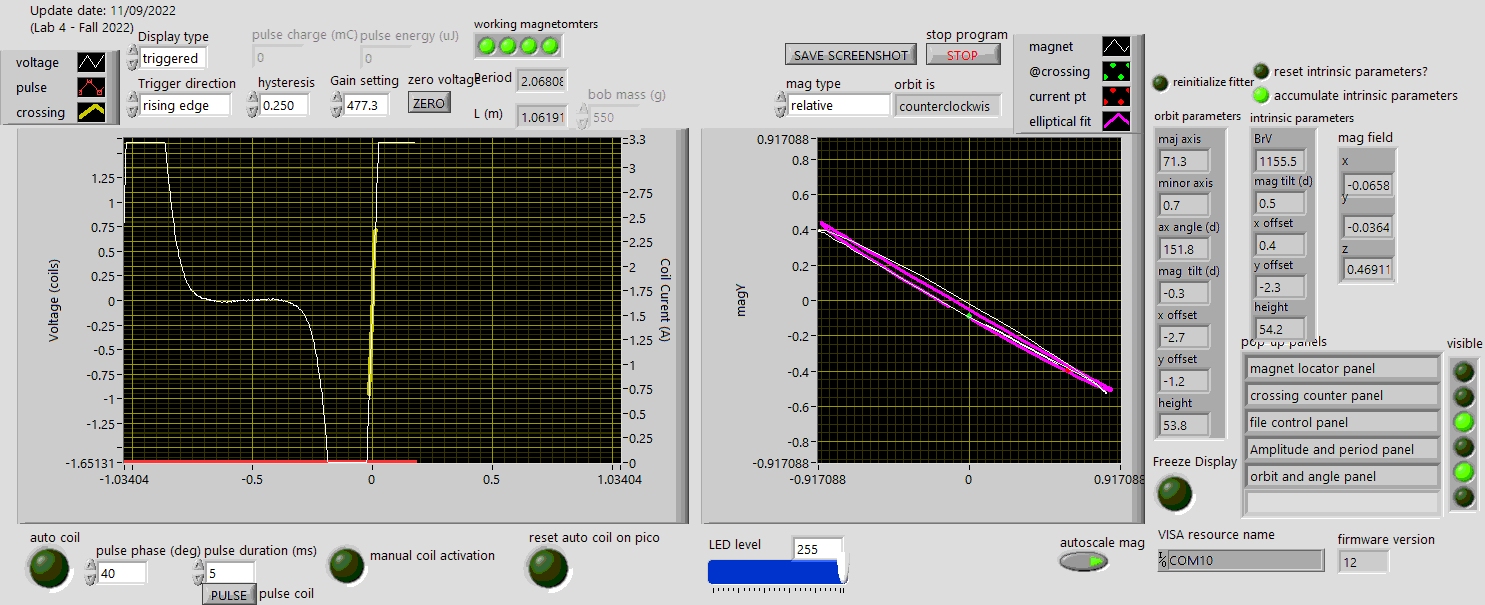 Update date: 11/09/2022
(Lab 4 - Fall 2022)
voltage
pulse
crossing
Display type
triggered
Trigger direction
rising edge
pulse charge (mC)
0
pulse energy (uJ)
0
hysteresis
0.250
Gain setting
477.3
zero voltage
ZERO
working magnetomters
Period
2.0680
L (m)
1.0619
bob mass (g)
550
SAVE SCREENSHOT
stop program
STOP
mag type
relative
orbit is
counterclockwis
magnet
@crossing
current pt
elliptical fit
reinitialize fitter
reset intrinsic parameters?
accumulate intrinsic parameters
Voltage (coils)
1.25
1
0.75
0.5
0.25
0
-0.25
-0.5
-0.75
-1
-1.25
-1.65131
-1.03404
-0.5
0
0.5
1.03404
3.3
3
2.75
2.5
2.25
2
1.75
1.5
1.25
1
0.75
0.5
0.25
0
Coil Curent (A)
magy
0.917088
0.8
0.6
0.4
0.2
0
-0.2
-0.4
-0.6
-0.8
-0.917088
-0.917088
0
0.917088
orbit parameters
maj axis
71.3
minor axis
0.7
ax angle (d)
151.8
mag tilt (d)
-0.3
x offset
-2.7
y offset
-1.2
height
53.8
intrinsic parameters
BrV
1155.5
mag tilt (d)
0.5
x offset
0.4
y offset
-2.3
height
54.2
mag field
x
-0.0658
y
-0.0364
z
0.46911
pop-up panels
visible
magnet locator panel
crossing counter panel
file control panel
Amplitude and period panel
orbit and angle panel
Freeze Display
auto coil
pulse phase (deg)
40
pulse duration (ms)
5
PULSE
pulse coil
manual coil activation
reset auto coil on pico
LED level
255
autoscale mag
VISA resource name
COM10
firmware version
12